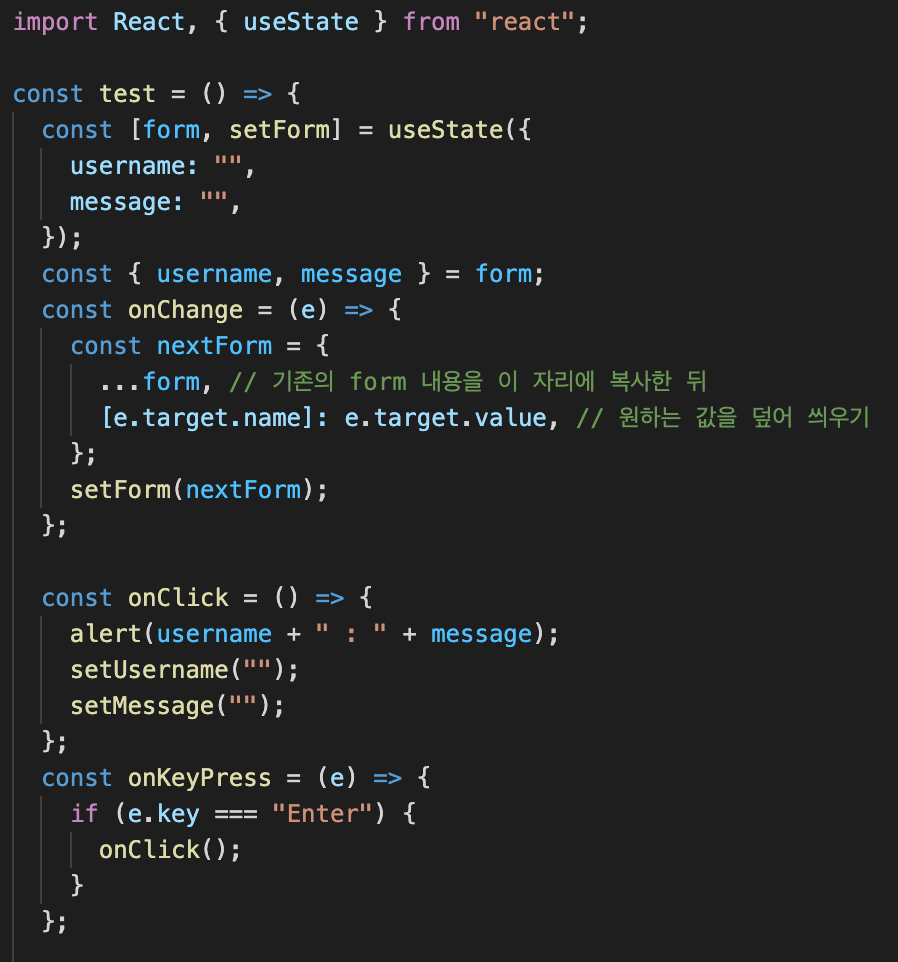 import React, { useState } from "react";

const test = () => {
  const [form, setForm] = useState({
    username: "",
    message: "",
  });
  const { username, message } = form;
  const onChange = (e) => {
    const nextForm = {
      ...form, // 기존의 form 내용을 이 자리에 복사한 뒤
      [e.target.name]: e.target.value, // 원하는 값을 덮어 씌우기
    };
    setForm(nextForm);
  };

  const onClick = () => {
    alert(username + " : " + message);
    setUsername("");
    setMessage("");
  };
  const onKeyPress = (e) => {
    if (e.key === "Enter") {
      onClick();
    }
  };